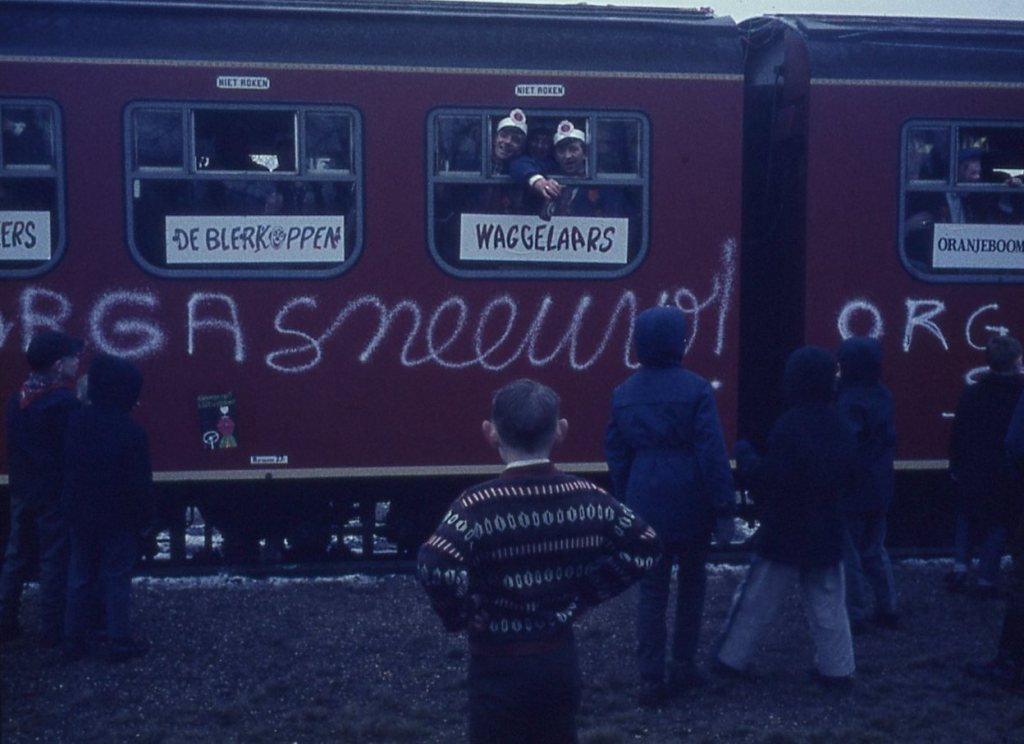 NIET ROKEN
NIET ROKEN
ERS
DE BLERKOPPEN
WAGGELAARS
ORANJEBOOM
ORGA sneeuw
ORG